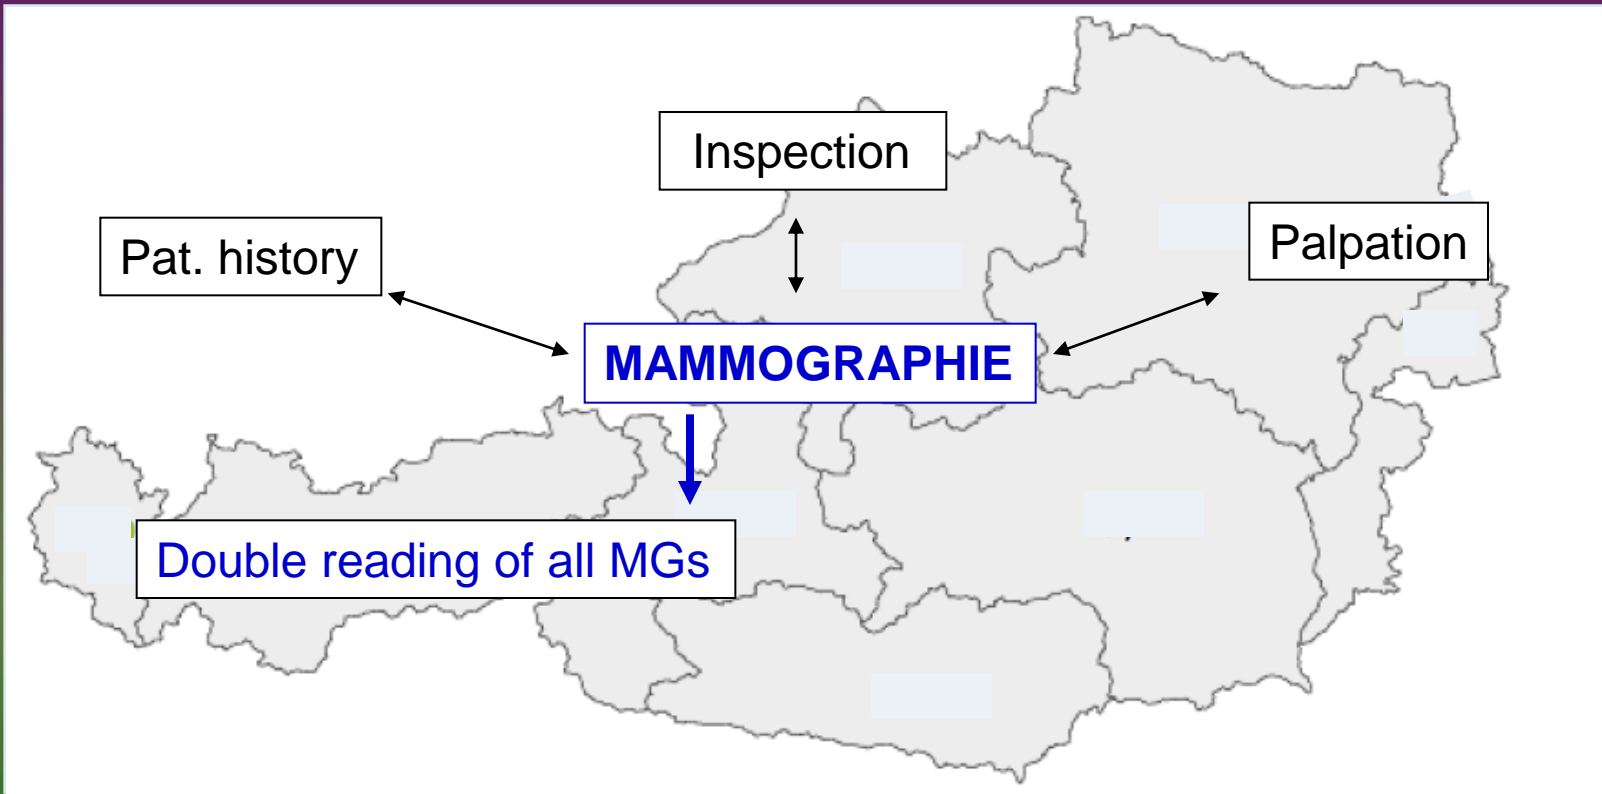 Inspection
Pat. history
Palpation
MAMMOGRAPHIE
Double reading of all MGs